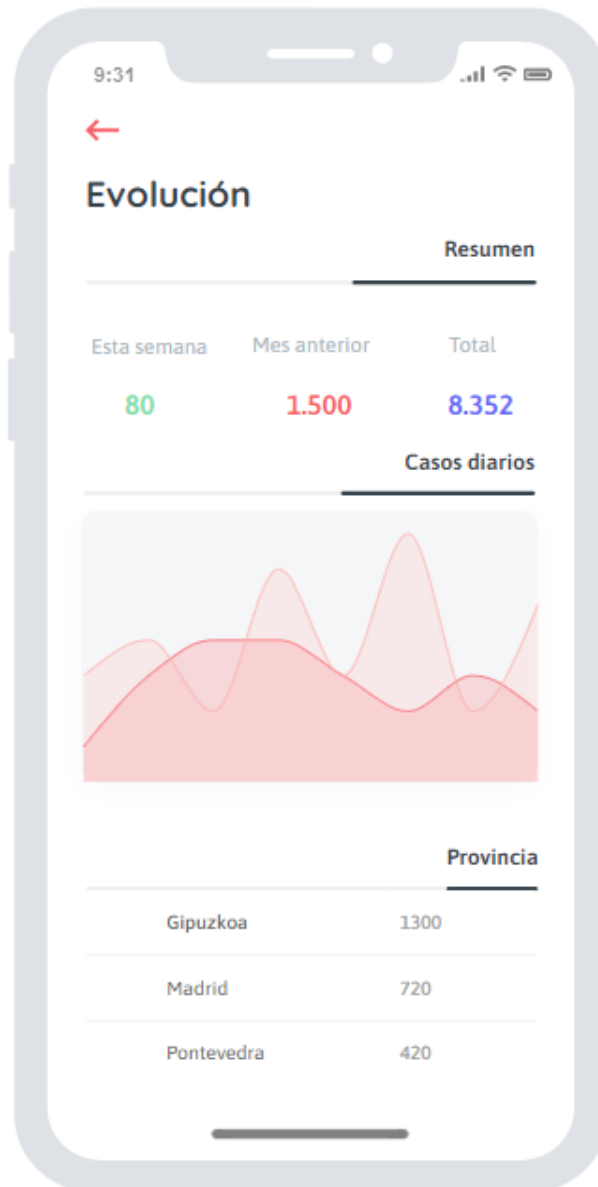 9:31
Evolución
Resumen
Esta semana Mes anterior Total
80 1.500 8.352
Casos diarios
Provincia
Gipuzkoa 1300
Madrid 720
Pontevedra 420